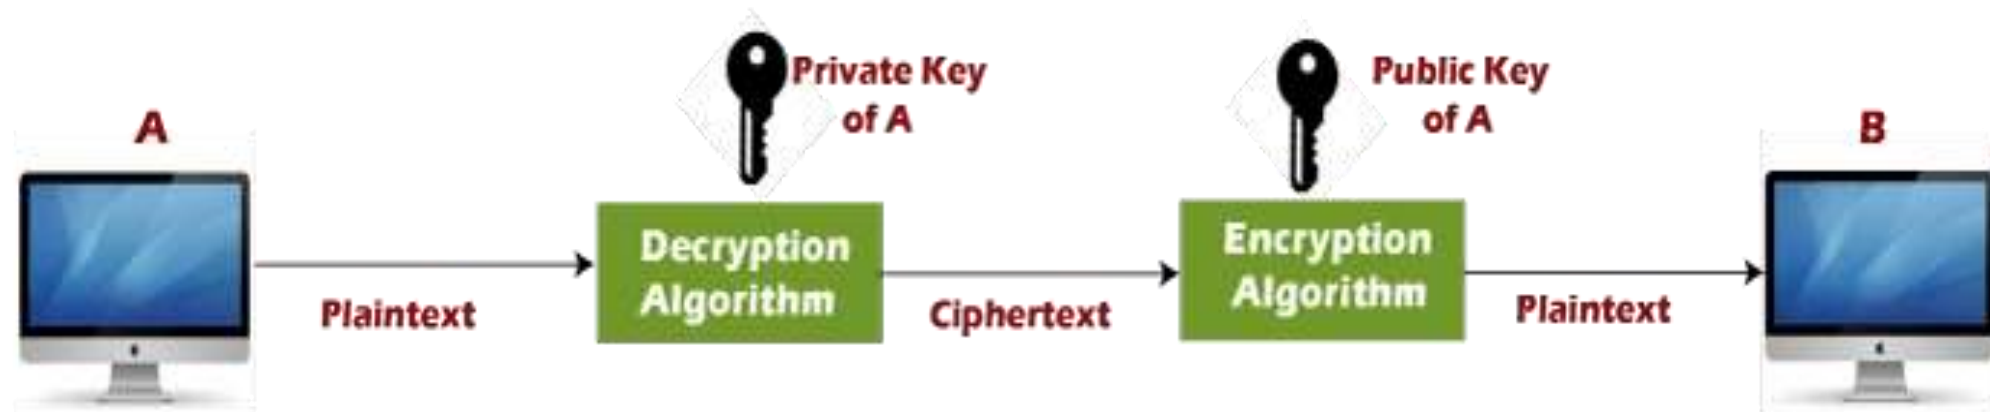 A
Plaintext
Private Key
of A
Decryption
Algorithm
Ciphertext
Public Key
of A
Encryption
Algorithm
Plaintext
B